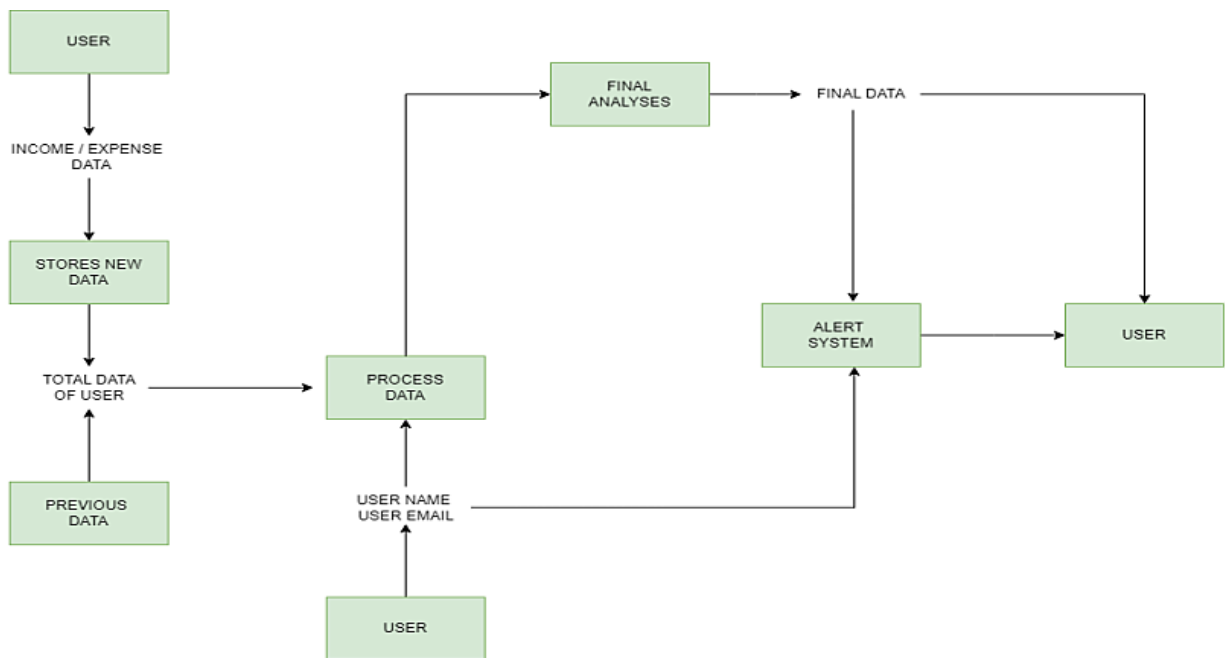 USER
INCOME / EXPENSE
DATA
STORES NEW
DATA
TOTAL DATA
OF USER
PREVIOUS
DATA
PROCESS
DATA
USER NAME
USER EMAIL
USER
FINAL
ANALYSES
FINAL DATA
ALERT
SYSTEM
USER